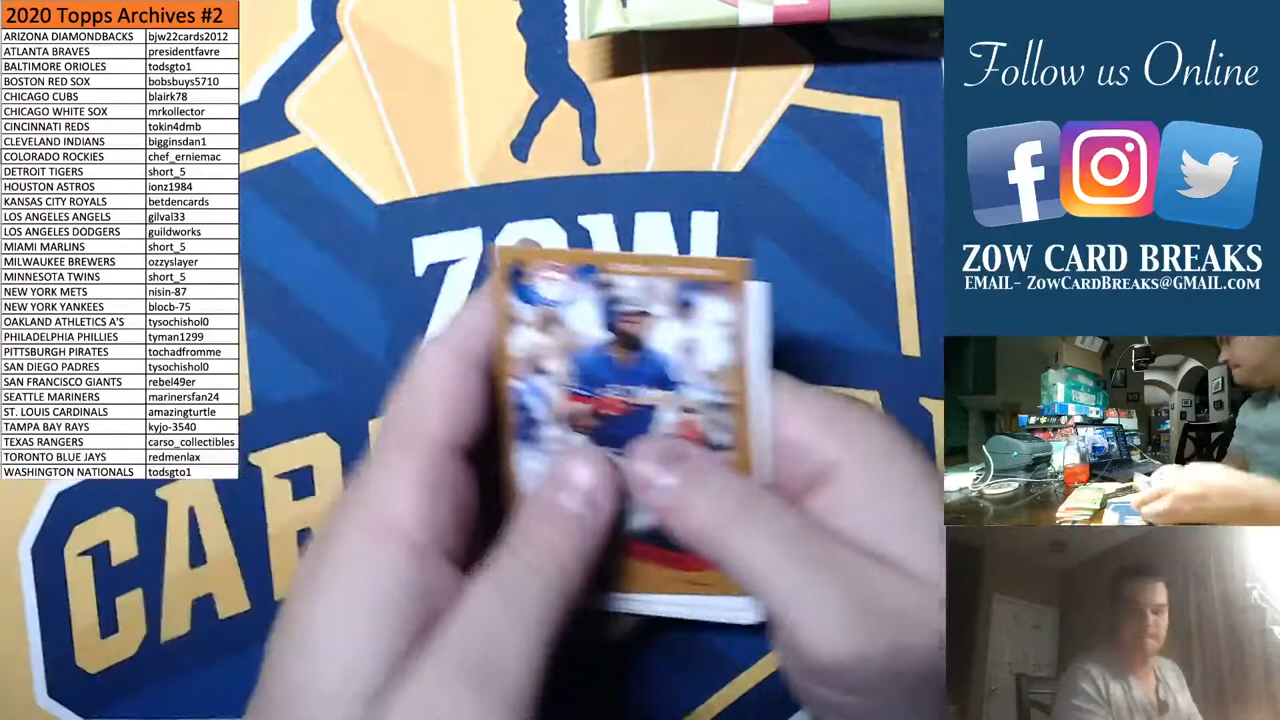 2020 Topps Archives #2
ARIZONA DIAMONDBACKS bjw22cards2012
ATLANTA BRAVES presidentfavre
BALTIMORE ORIOLES todsgto1
BOSTON RED SOX bobsbuys5710
CHICAGO CUBS blairk78
CHICAGO WHITE SOX mrkollector
CINCINNATI REDS tokin4dmb
CLEVELAND INDIANS bigginsdan1
COLORADO ROCKIES chef_erniemac
DETROIT TIGERS short_5
HOUSTON ASTROS ionz1984
KANSAS CITY ROYALS betdencards
LOS ANGELES ANGELS gilval33
LOS ANGELES DODGERS guildworks
MIAMI MARLINS short_5
MILWAUKEE BREWERS ozzyslayer
MINNESOTA TWINS short_5
NEW YORK METS nisin-87
NEW YORK YANKEES blocb-75
OAKLAND ATHLETICS A'S tysochishol0
PHILADELPHIA PHILLIES tyman1299
PITTSBURGH PIRATES tochadfromme
SAN DIEGO PADRES tysochishol0
SAN FRANCISCO GIANTS rebel49er
SEATTLE MARINERS marinersfan24
ST. LOUIS CARDINALS amazingturtle
TAMPA BAY RAYS kyjo-3540
TEXAS RANGERS carso_collectibles
TORONTO BLUE JAYS redmenlax
WASHINGTON NATIONALS todsgto1
ZOW
CAR
Follow us Online
ZOW CARD BREAKS
EMAIL- ZOWCARDBREAKS@GMAIL.COM